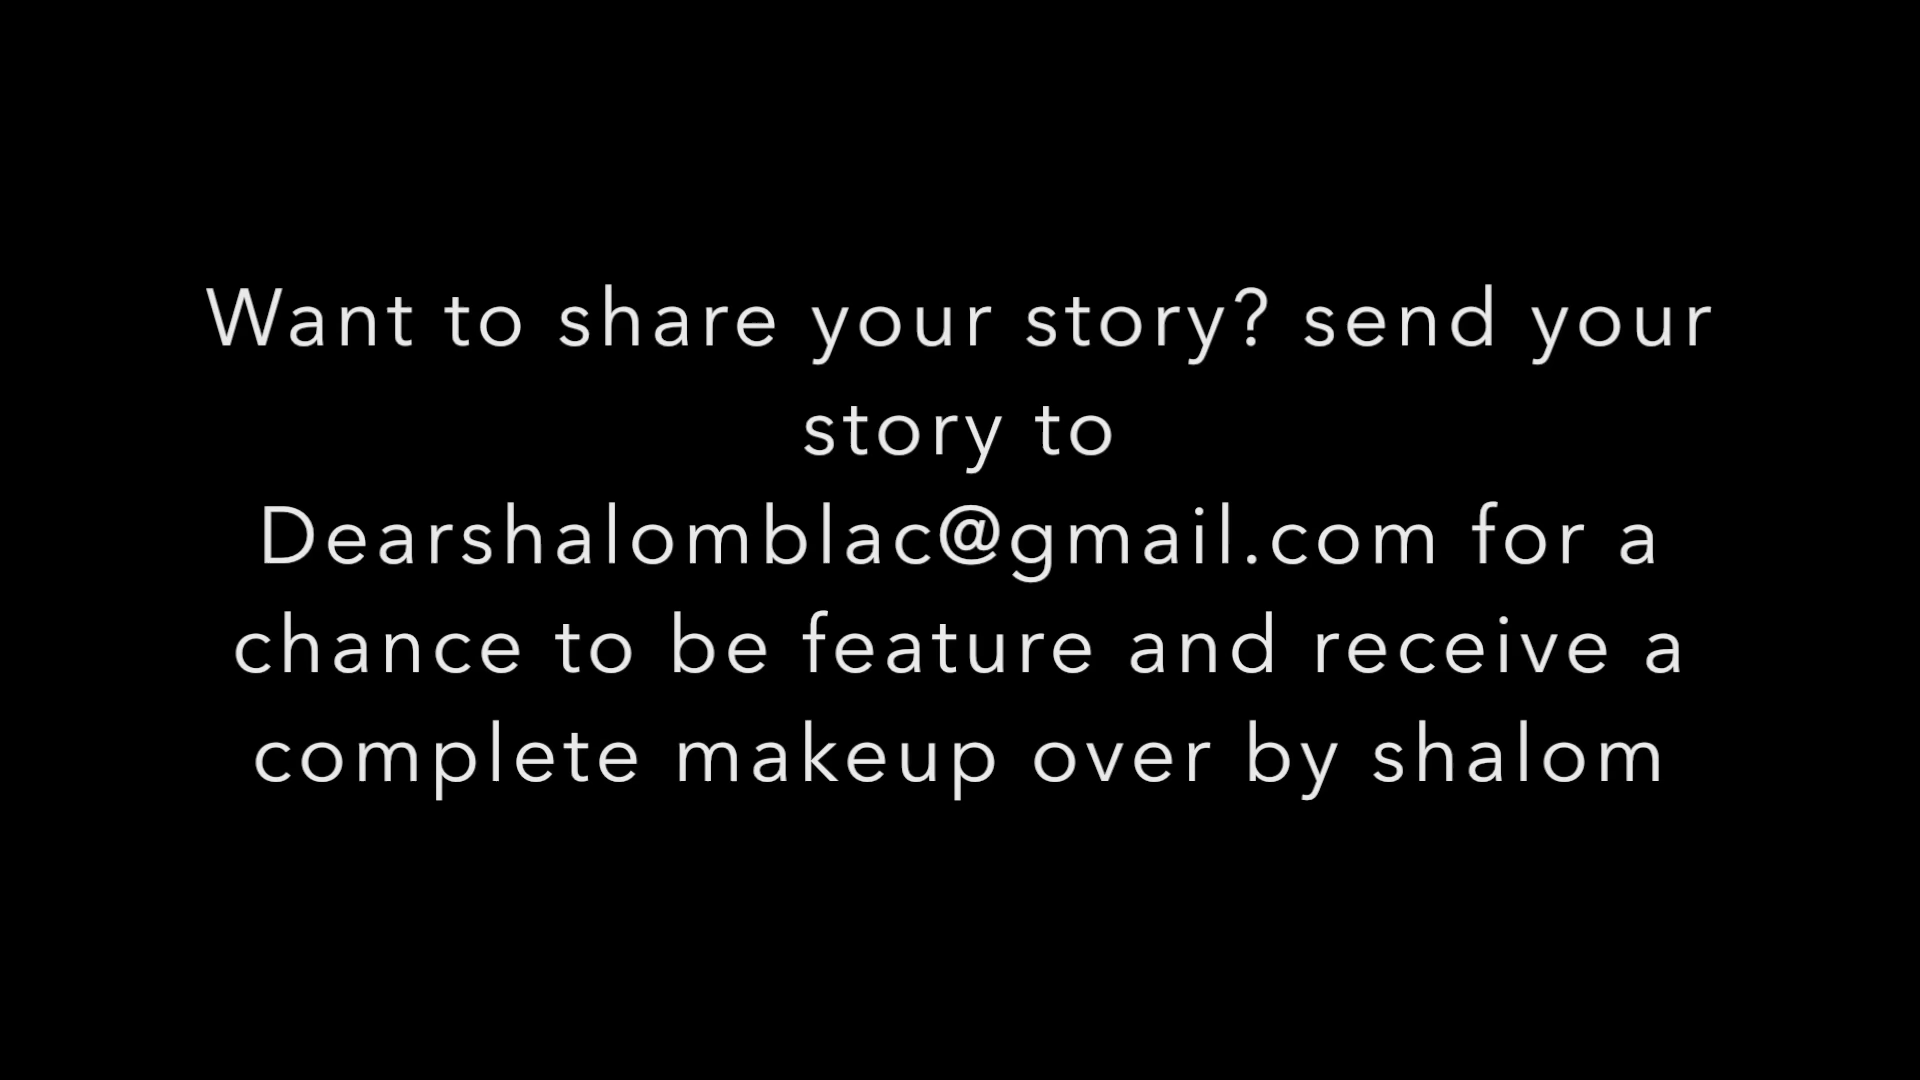 Want to share your story? send your
story to
Dearshalomblac@gmail.com for a
chance to be feature and receive a
complete makeup over by shalom